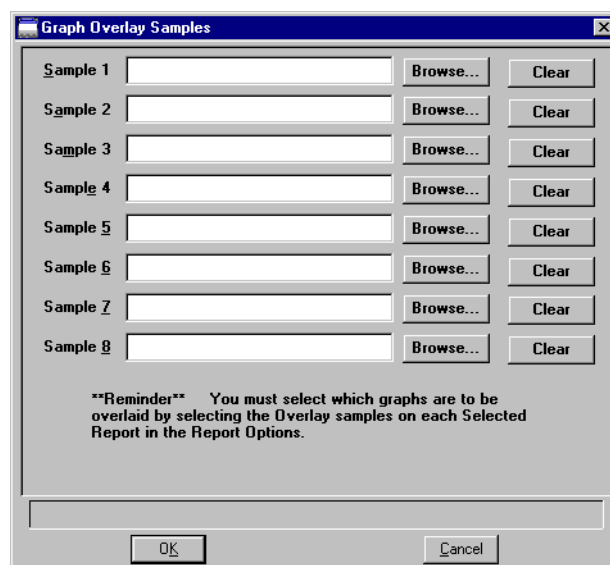 Graph Overlay Samples
Sample 1 Browse... Clear
Sample 2 Browse... Clear
Sample 3 Browse... Clear
Sample 4 Browse... Clear
Sample 5 Browse... Clear
Sample 6 Browse... Clear
Sample 7 Browse... Clear
Sample 8 Browse... Clear
**Reminder** You must select which graphs are to be
overlaid by selecting the Overlay samples on each Selected
Report in the Report Options.
OK Cancel